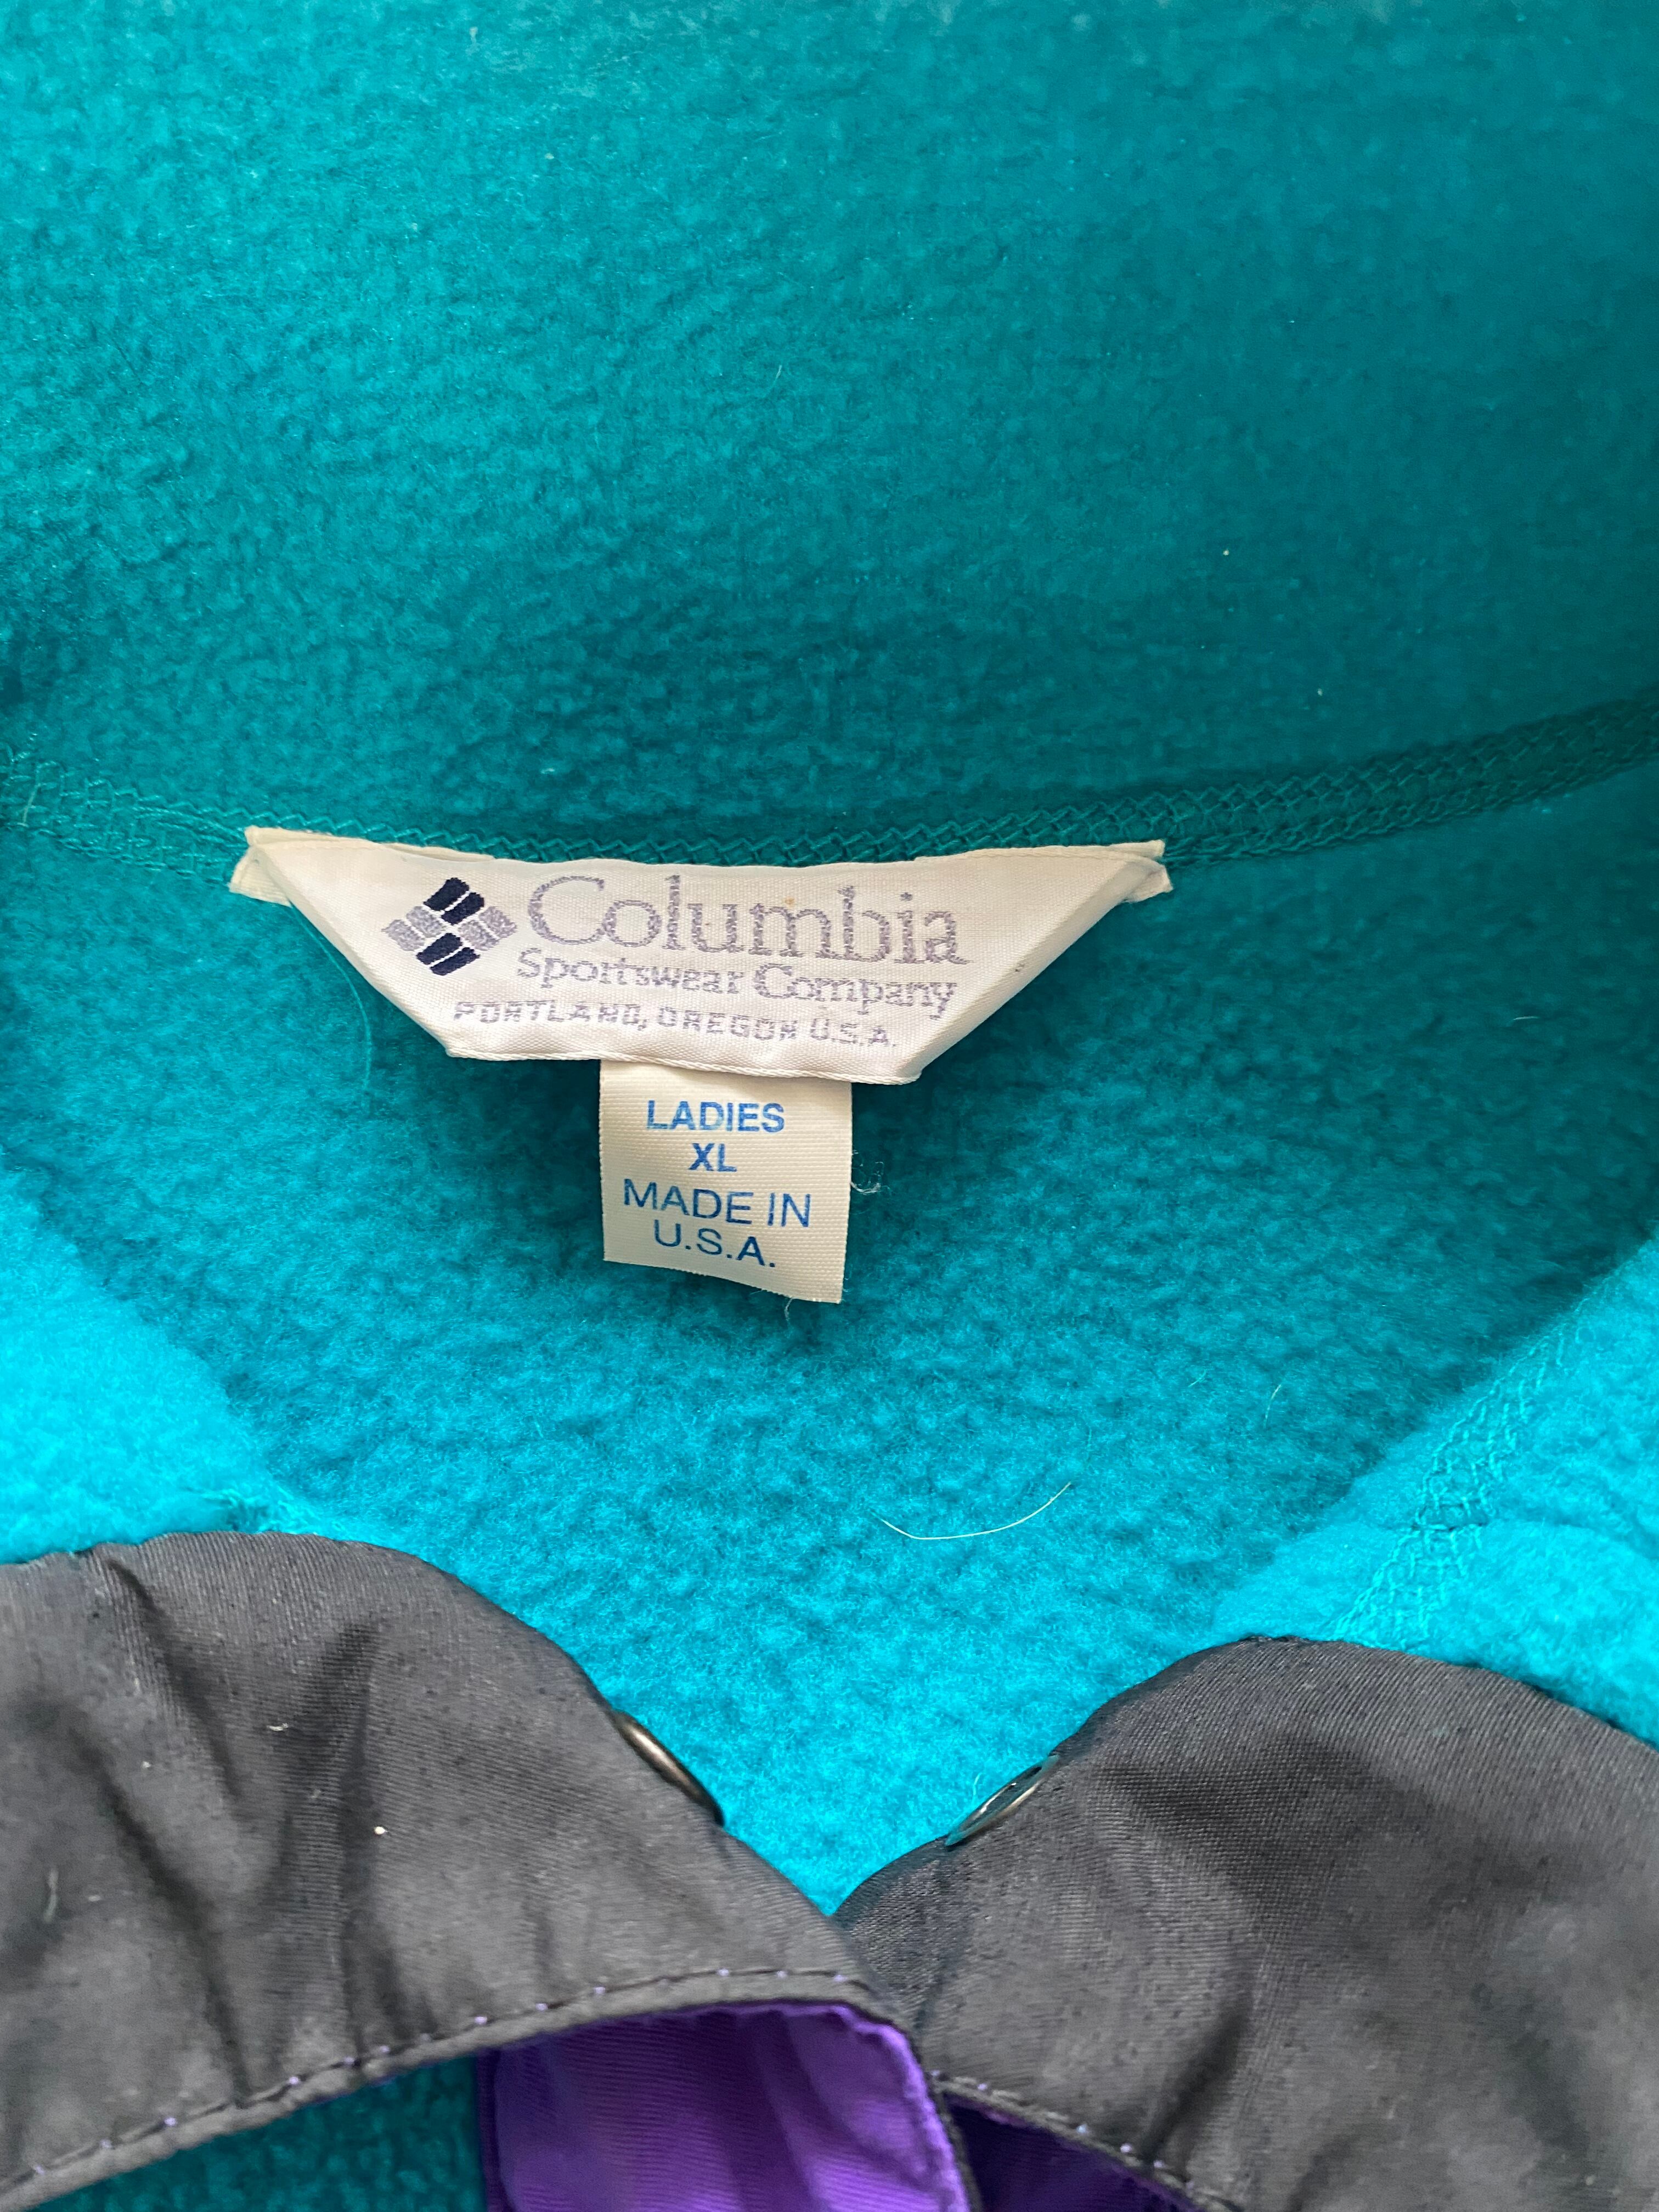 Columbia
Sportswear Company
PORTLAND, OREGON U.S.A.
LADIES
XL
MADE IN
U.S.A.